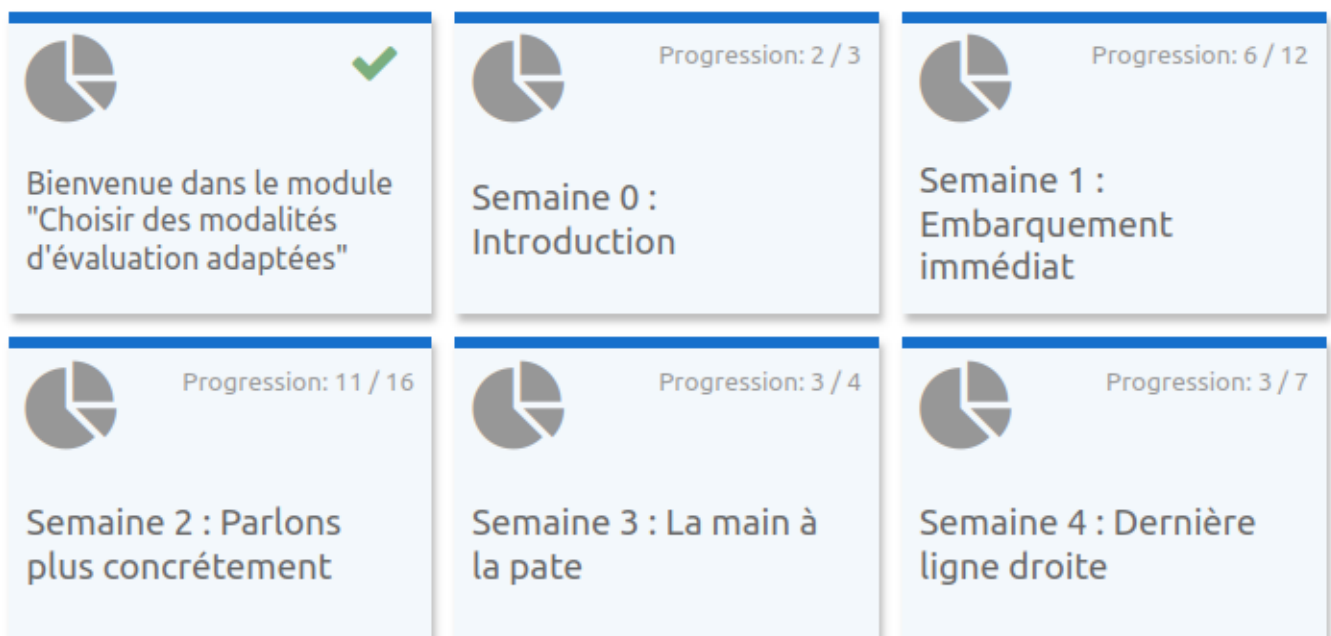 Bienvenue dans le module
"Choisir des modalités
d'évaluation adaptées"
Progression: 2 / 3
Semaine 0 :
Introduction
Progression: 6 / 12
Semaine 1 :
Embarquement
immédiat
Progression: 11 / 16
Semaine 2 : Parlons
plus concrétement
Progression: 3 / 4
Semaine 3 : La main à
la pate
Progression: 3 / 7
Semaine 4 : Dernière
ligne droite